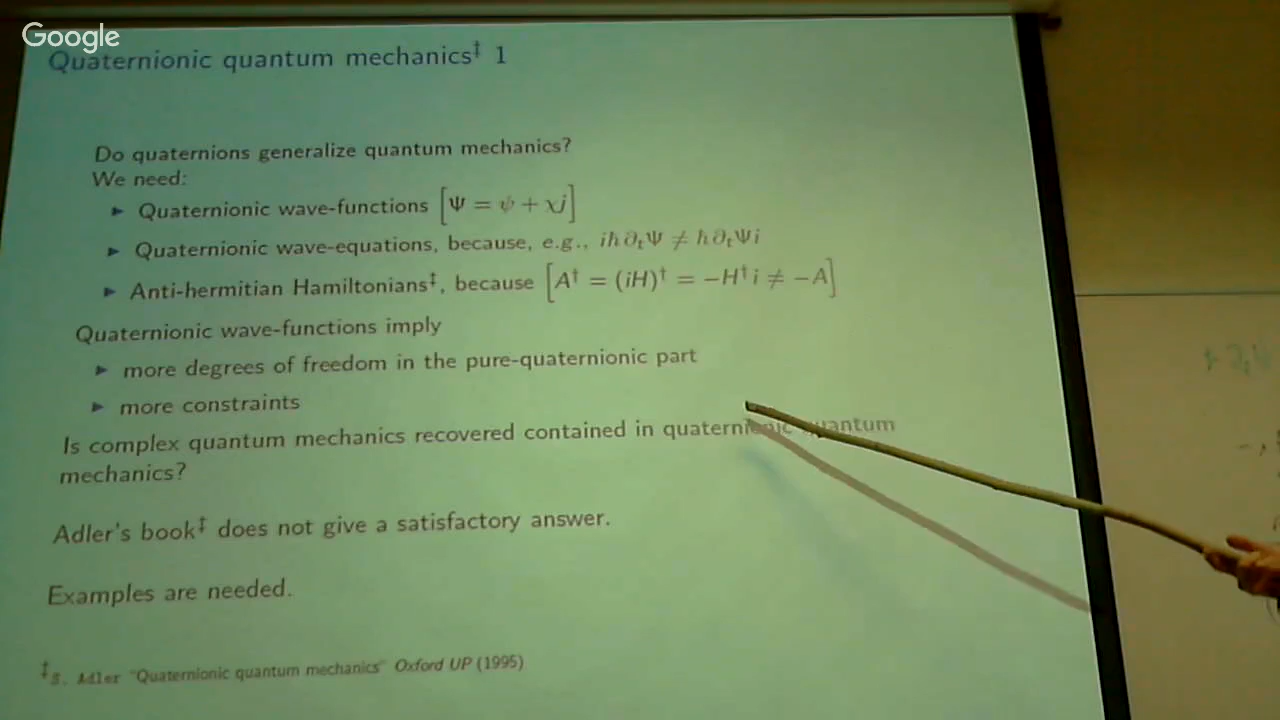 Google
Quaternionic quantum mechanics† 1
Do quaternions generalize quantum mechanics?
We need:
► Quaternionic wave-functions [Ψ = ψ + χj]
► Quaternionic wave-equations, because, e.g., iℏ∂ₜΨ ≠ ℏ∂ₜΨi
► Anti-hermitian Hamiltonians‡, because [A† = (iH)† = −H†i ≠ −A]
Quaternionic wave-functions imply
► more degrees of freedom in the pure-quaternionic part
► more constraints
Is complex quantum mechanics recovered contained in quaternionic quantum
mechanics?
Adler's book‡ does not give a satisfactory answer.
Examples are needed.
‡S. Adler "Quaternionic quantum mechanics" Oxford UP (1995)